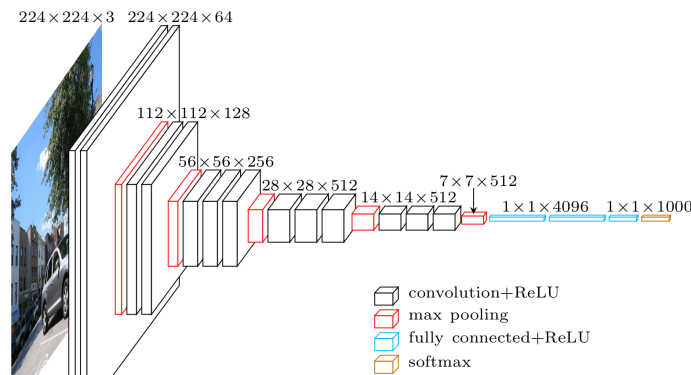 224×224×3
224×224×64
112×112×128
56×56×256
28×28×512
14×14×512
7×7×512
1×1×4096
1×1×1000
convolution+ReLU
max pooling
fully connected+ReLU
softmax